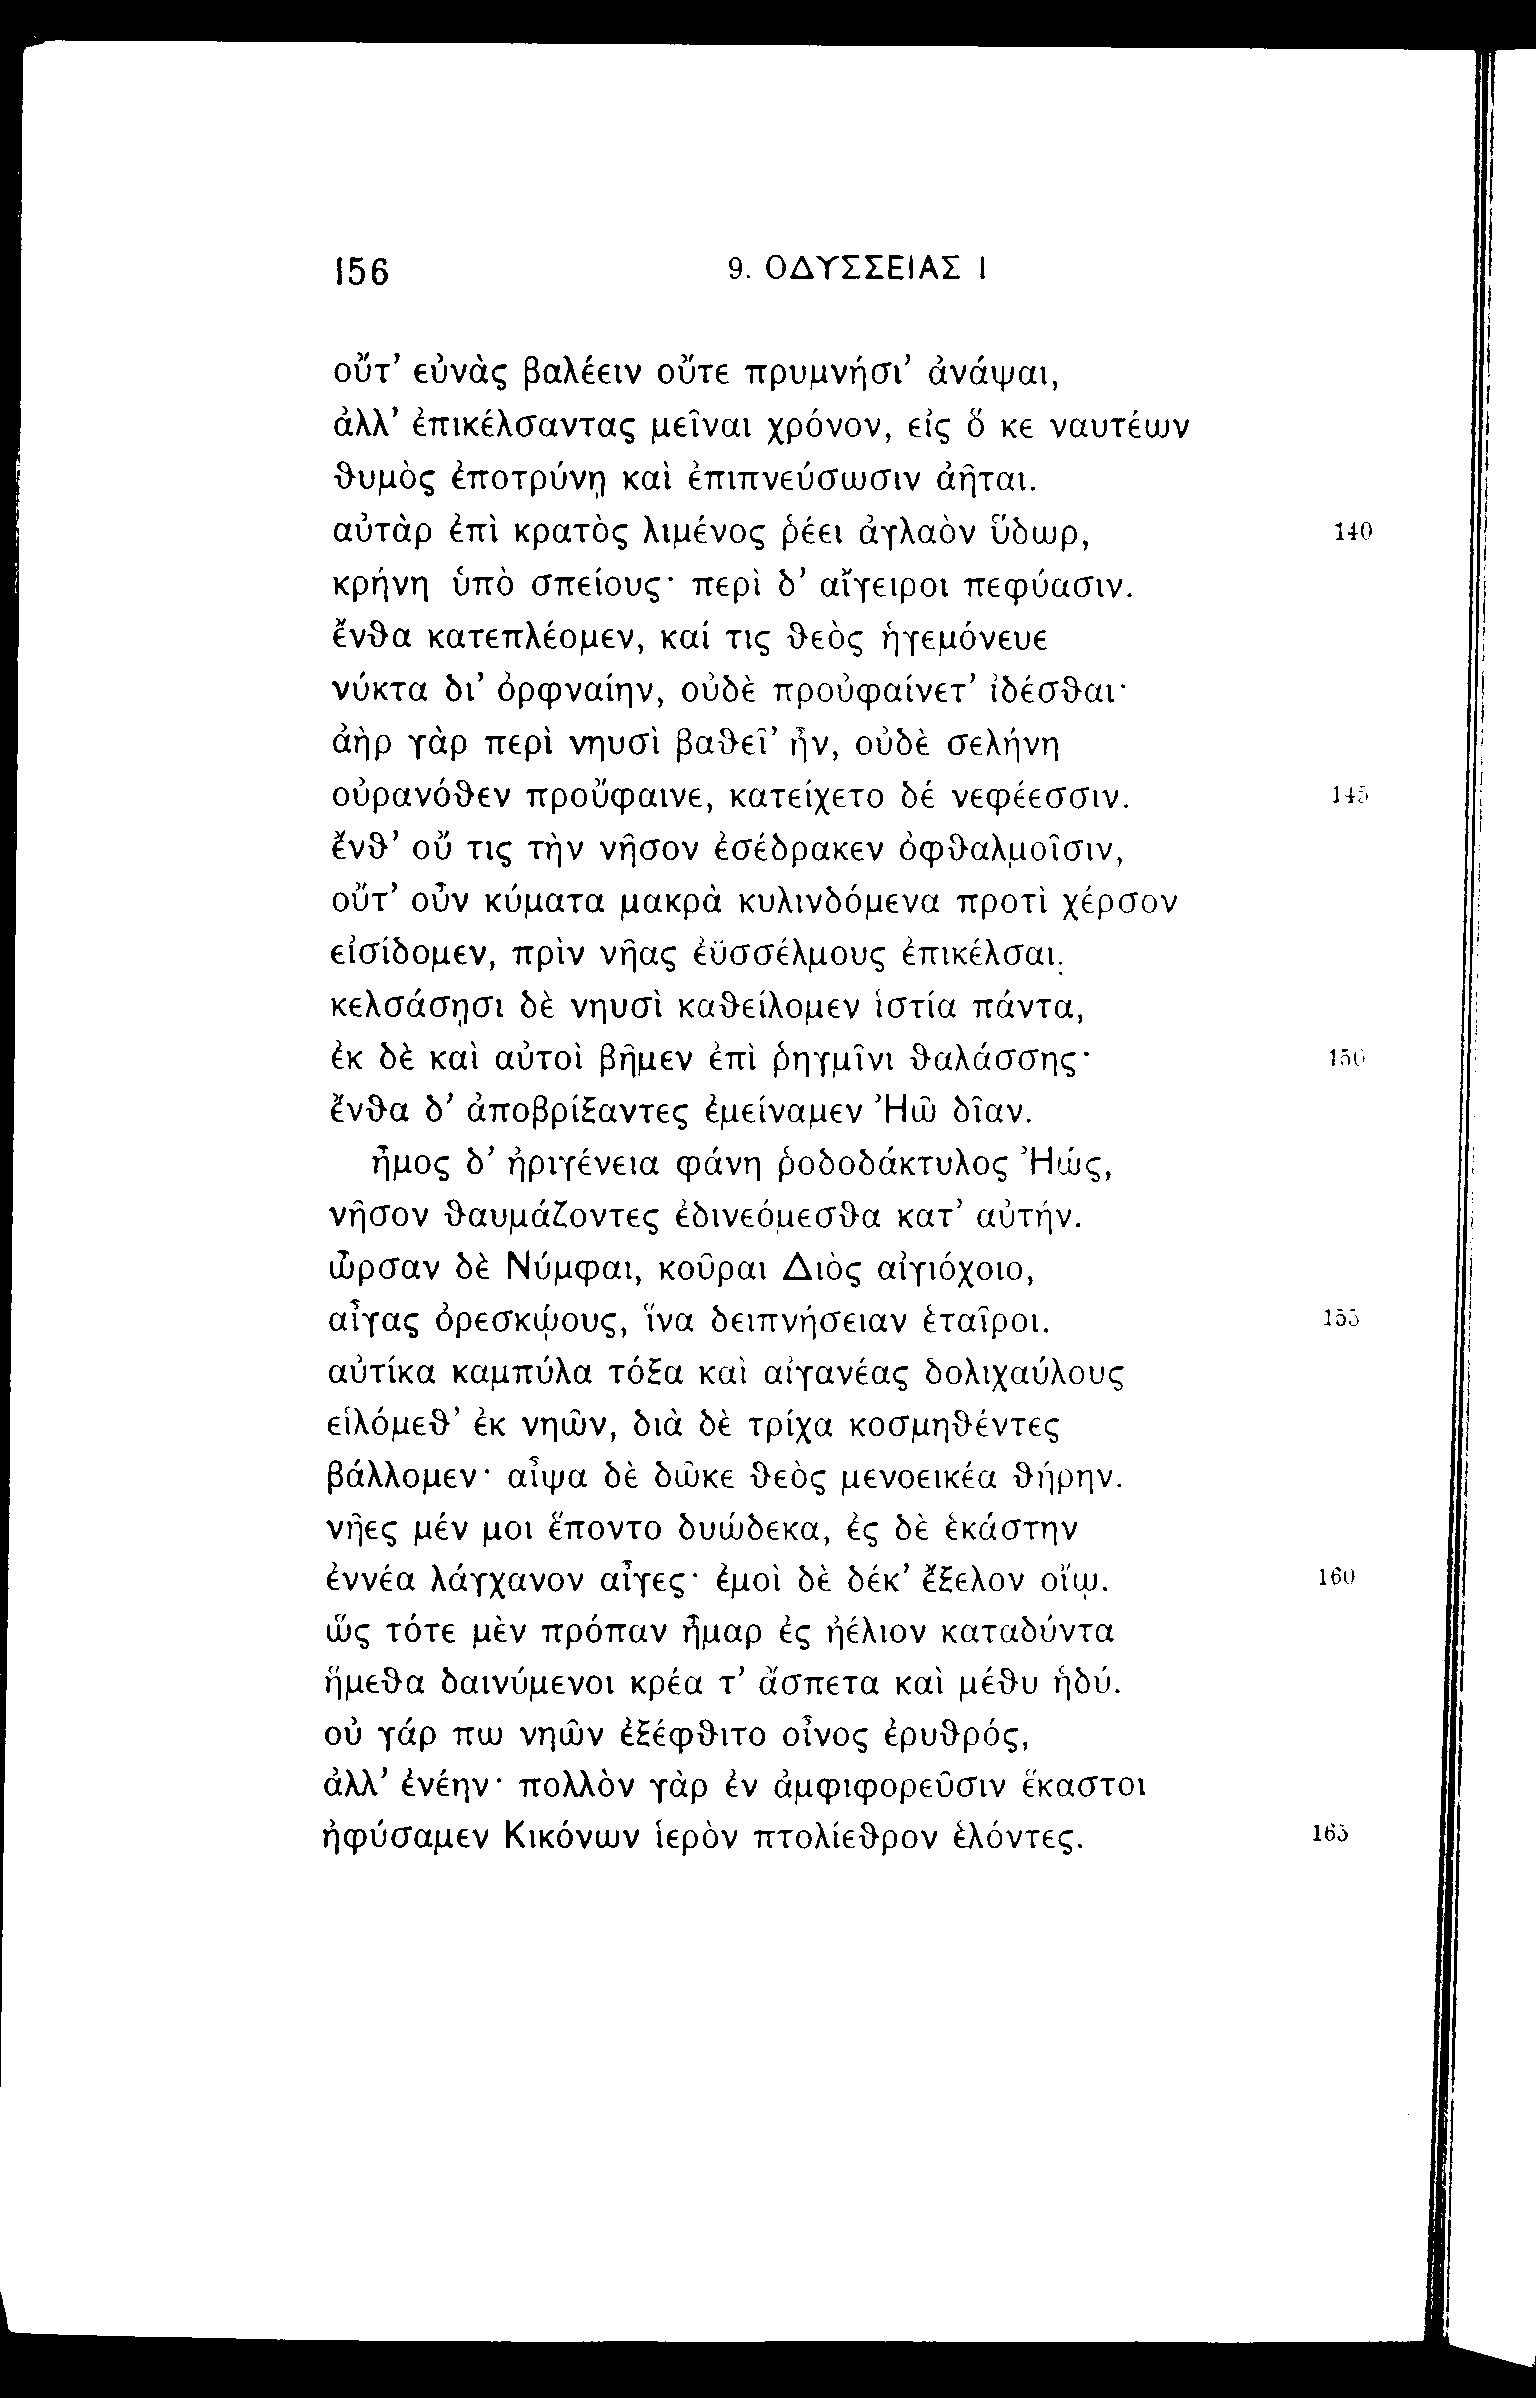 156 9. ΟΔΥΣΣΕΙΑΣ Ι
οὔτ’ εὐνὰς βαλέειν οὔτε πρυμνήσι’ ἀνάψαι,
ἀλλ’ ἐπικέλσαντας μεῖναι χρόνον, εἰς ὅ κε ναυτέων
θυμὸς ἐποτρύνῃ καὶ ἐπιπνεύσωσιν ἀῆται.
αὐτὰρ ἐπὶ κρατὸς λιμένος ῥέει ἀγλαὸν ὕδωρ, 140
κρήνη ὑπὸ σπείους· περὶ δ’ αἴγειροι πεφύασιν.
ἔνθα κατεπλέομεν, καί τις θεὸς ἡγεμόνευε
νύκτα δι’ ὀρφναίην, οὐδὲ προὐφαίνετ’ ἰδέσθαι·
ἀὴρ γὰρ περὶ νηυσὶ βαθεῖ’ ἦν, οὐδὲ σελήνη
οὐρανόθεν προὔφαινε, κατείχετο δέ νεφέεσσιν. 145
ἔνθ’ οὔ τις τὴν νῆσον ἐσέδρακεν ὀφθαλμοῖσιν,
οὔτ’ οὖν κύματα μακρὰ κυλινδόμενα προτὶ χέρσον
εἰσίδομεν, πρὶν νῆας ἐϋσσέλμους ἐπικέλσαι.
κελσάσῃσι δὲ νηυσὶ καθείλομεν ἱστία πάντα,
ἐκ δὲ καὶ αὐτοὶ βῆμεν ἐπὶ ῥηγμῖνι θαλάσσης· 150
ἔνθα δ’ ἀποβρίξαντες ἐμείναμεν Ἠῶ δῖαν.
ἦμος δ’ ἠριγένεια φάνη ῥοδοδάκτυλος Ἠώς,
νῆσον θαυμάζοντες ἐδινεόμεσθα κατ’ αὐτήν.
ὦρσαν δὲ Νύμφαι, κοῦραι Διὸς αἰγιόχοιο,
αἶγας ὀρεσκῴους, ἵνα δειπνήσειαν ἑταῖροι. 155
αὐτίκα καμπύλα τόξα καὶ αἰγανέας δολιχαύλους
εἱλόμεθ’ ἐκ νηῶν, διὰ δὲ τρίχα κοσμηθέντες
βάλλομεν· αἶψα δὲ δῶκε θεὸς μενοεικέα θήρην.
νῆες μέν μοι ἕποντο δυώδεκα, ἐς δὲ ἑκάστην
ἐννέα λάγχανον αἶγες· ἐμοὶ δὲ δέκ’ ἔξελον οἴῳ. 160
ὣς τότε μὲν πρόπαν ἦμαρ ἐς ἠέλιον καταδύντα
ἥμεθα δαινύμενοι κρέα τ’ ἄσπετα καὶ μέθυ ἡδύ.
οὐ γάρ πω νηῶν ἐξέφθιτο οἶνος ἐρυθρός,
ἀλλ’ ἐνέην· πολλὸν γὰρ ἐν ἀμφιφορεῦσιν ἕκαστοι
ἠφύσαμεν Κικόνων ἱερὸν πτολίεθρον ἑλόντες. 165